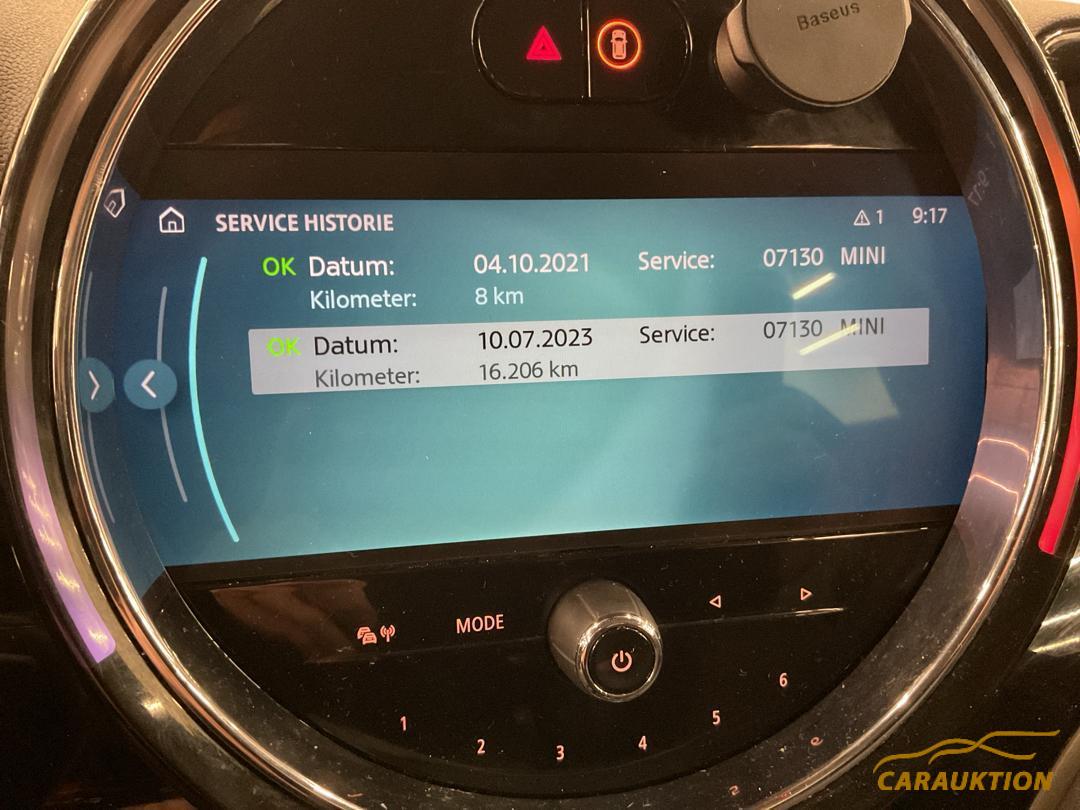 Baseus
SERVICE HISTORIE 1 9:17
OK Datum: 04.10.2021 Service: 07130 MINI
Kilometer: 8 km
OK Datum: 10.07.2023 Service: 07130 MINI
Kilometer: 16.206 km
MODE
1 2 3 4 5 6
CARAUKTION